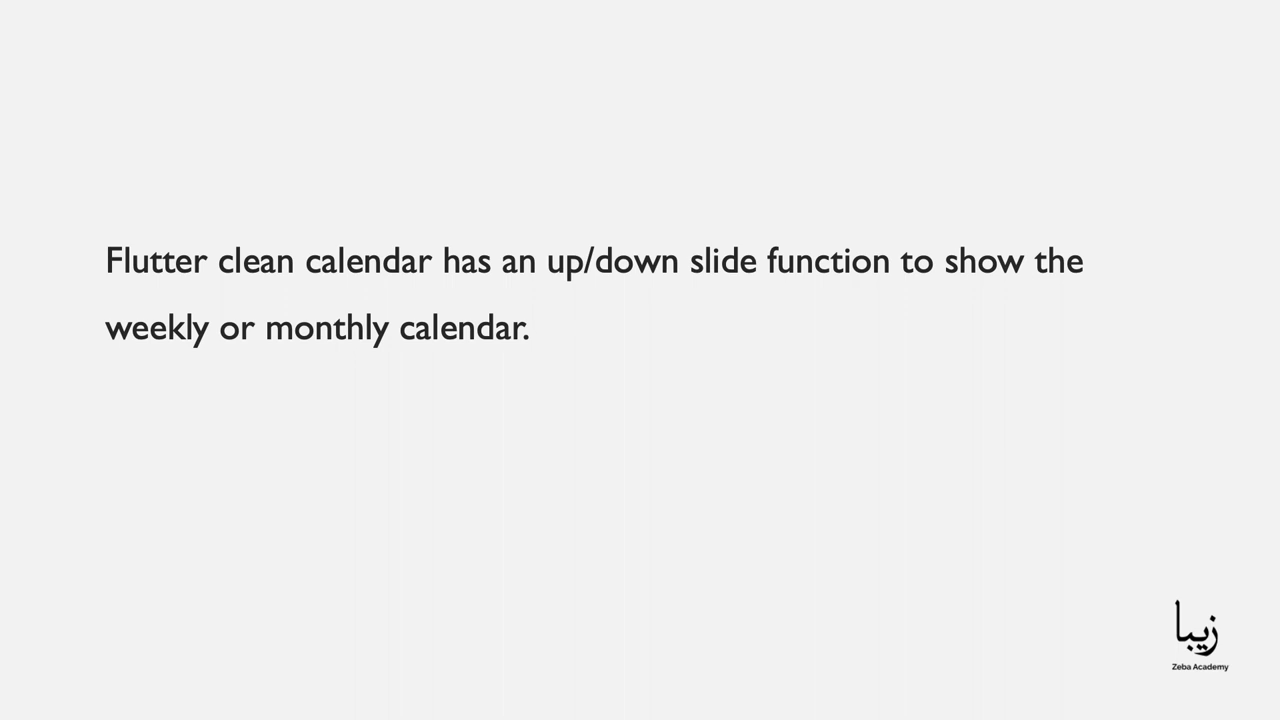 Flutter clean calendar has an up/down slide function to show the
weekly or monthly calendar.
زيبا
Zeba Academy